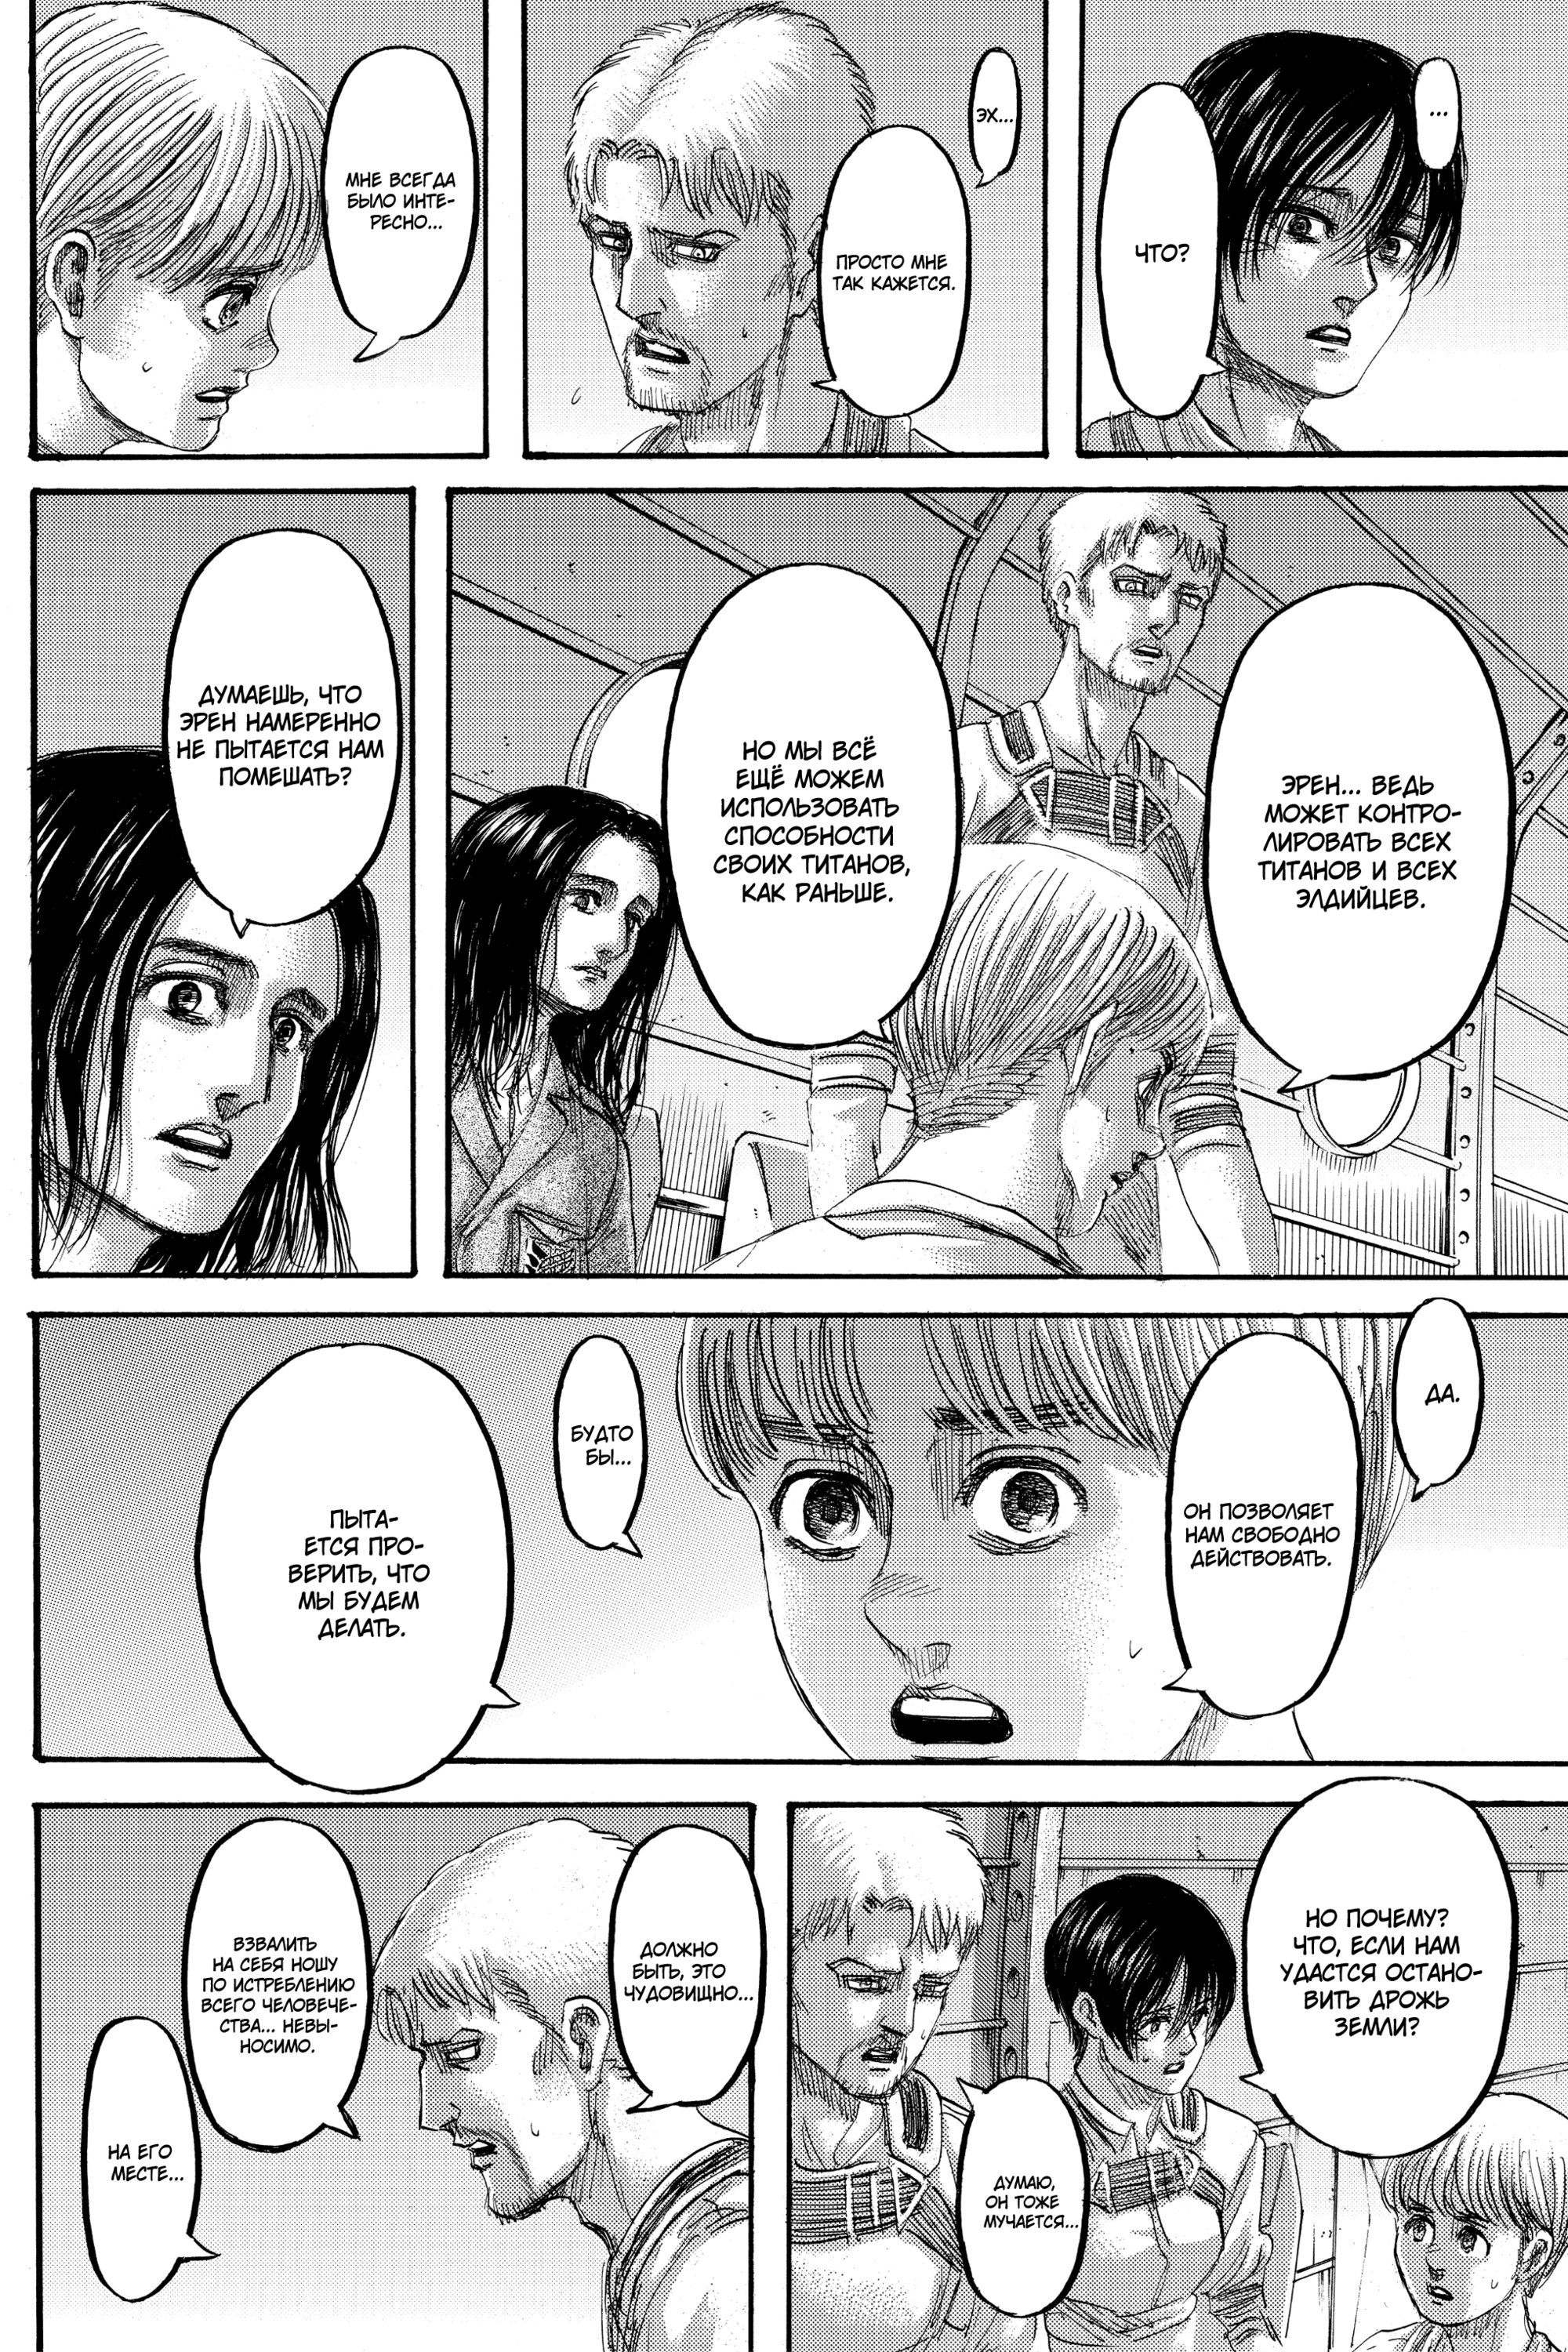 ...
ЧТО?
ЭХ...
ПРОСТО МНЕ
ТАК КАЖЕТСЯ.
МНЕ ВСЕГДА
БЫЛО ИНТЕ-
РЕСНО...
ЭРЕН... ВЕДЬ
МОЖЕТ КОНТРО-
ЛИРОВАТЬ ВСЕХ
ТИТАНОВ И ВСЕХ
ЭЛДИЙЦЕВ.
НО МЫ ВСЁ
ЕЩЁ МОЖЕМ
ИСПОЛЬЗОВАТЬ
СПОСОБНОСТИ
СВОИХ ТИТАНОВ,
КАК РАНЬШЕ.
ДУМАЕШЬ, ЧТО
ЭРЕН НАМЕРЕННО
НЕ ПЫТАЕТСЯ НАМ
ПОМЕШАТЬ?
ДА.
ОН ПОЗВОЛЯЕТ
НАМ СВОБОДНО
ДЕЙСТВОВАТЬ.
БУДТО
БЫ...
ПЫТА-
ЕТСЯ ПРО-
ВЕРИТЬ, ЧТО
МЫ БУДЕМ
ДЕЛАТЬ.
НО ПОЧЕМУ?
ЧТО, ЕСЛИ НАМ
УДАСТСЯ ОСТАНО-
ВИТЬ ДРОЖЬ
ЗЕМЛИ?
ДУМАЮ,
ОН ТОЖЕ
МУЧАЕТСЯ...
ДОЛЖНО
БЫТЬ, ЭТО
ЧУДОВИЩНО...
ВЗВАЛИТЬ
НА СЕБЯ НОШУ
ПО ИСТРЕБЛЕНИЮ
ВСЕГО ЧЕЛОВЕЧЕ-
СТВА... НЕВЫ-
НОСИМО.
НА ЕГО
МЕСТЕ...